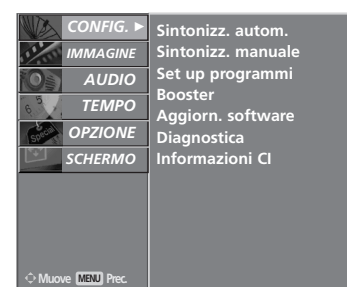 CONFIG. ►
IMMAGINE
AUDIO
TEMPO
OPZIONE
SCHERMO
Sintonizz. autom.
Sintonizz. manuale
Set up programmi
Booster
Aggiorn. software
Diagnostica
Informazioni CI
Special
Muove MENU Prec.